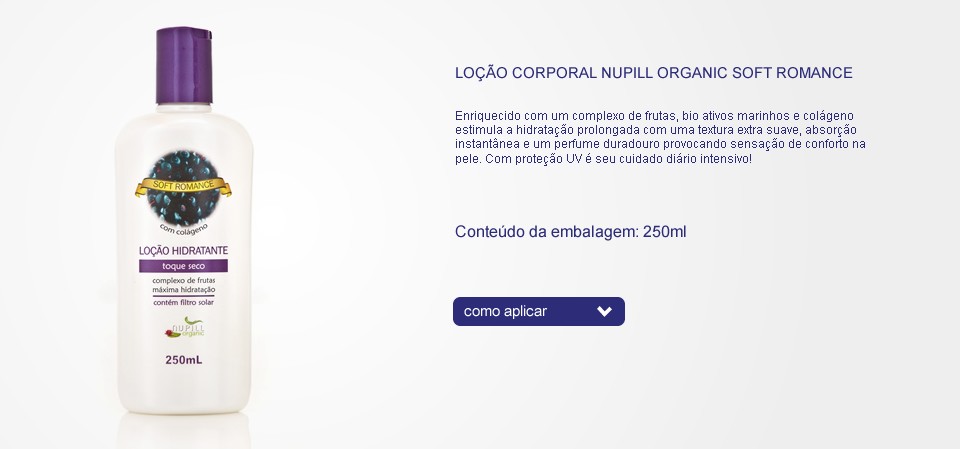 SOFT ROMANCE
com colágeno
LOÇÃO HIDRATANTE
toque seco
complexo de frutas
máxima hidratação
contém filtro solar
NUPILL
organic
250mL
LOÇÃO CORPORAL NUPILL ORGANIC SOFT ROMANCE
Enriquecido com um complexo de frutas, bio ativos marinhos e colágeno
estimula a hidratação prolongada com uma textura extra suave, absorção
instantânea e um perfume duradouro provocando sensação de conforto na
pele. Com proteção UV é seu cuidado diário intensivo!
Conteúdo da embalagem: 250ml
como aplicar